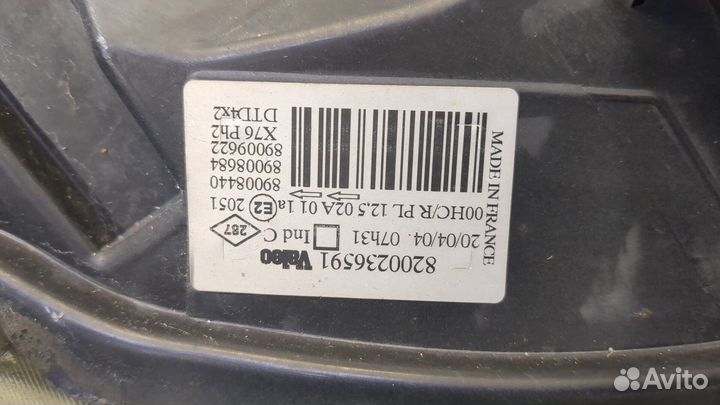 8200236591 Valeo
20/04/04. 07h31 Ind C 287
00HC/R PL 12,5 02A 01 1a E2 2051
89008440
89008684
89009622
X76 Ph2
DTD4x2
MADE IN FRANCE
Avito